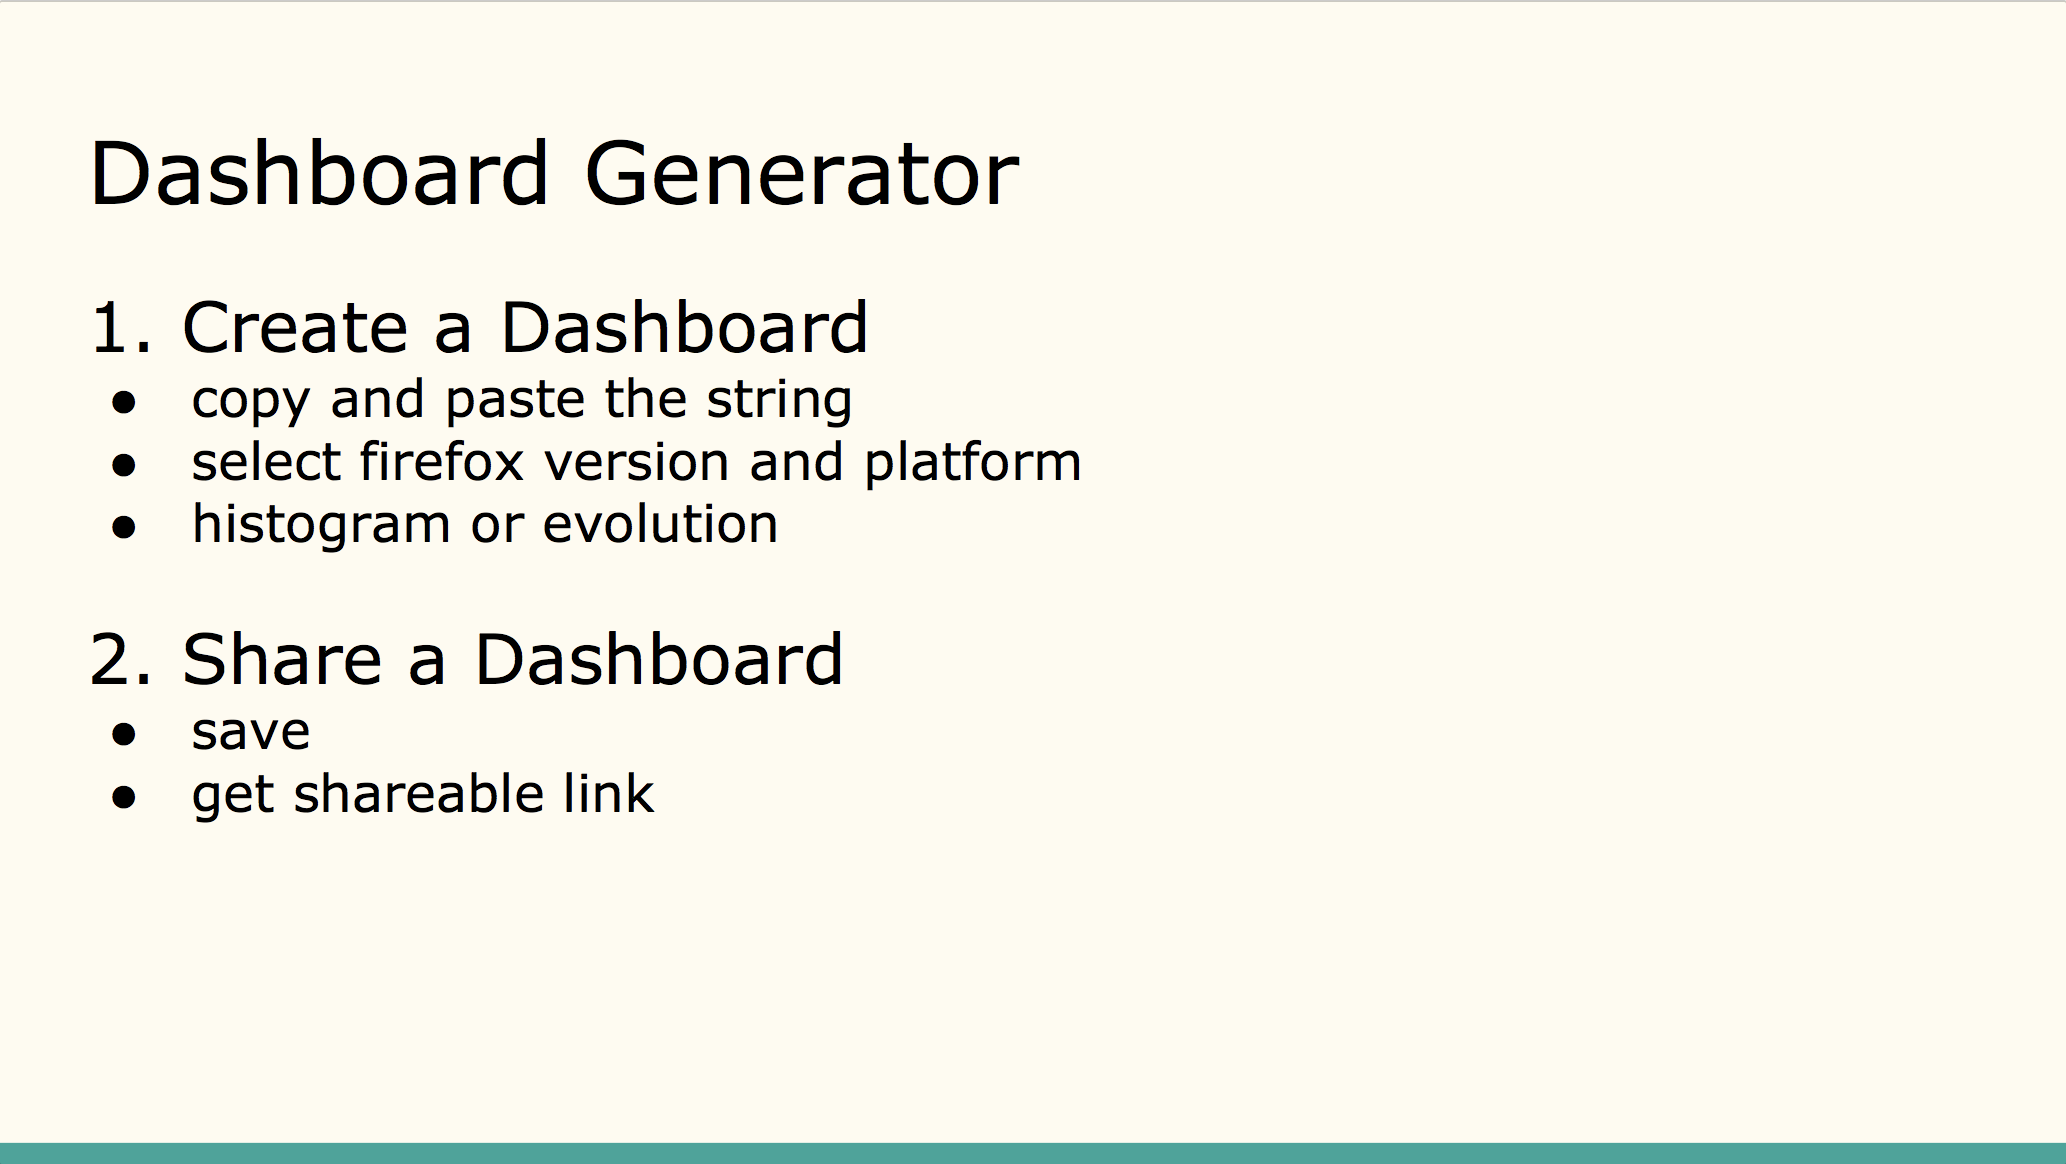 Dashboard Generator
1. Create a Dashboard
● copy and paste the string
● select firefox version and platform
● histogram or evolution
2. Share a Dashboard
● save
● get shareable link